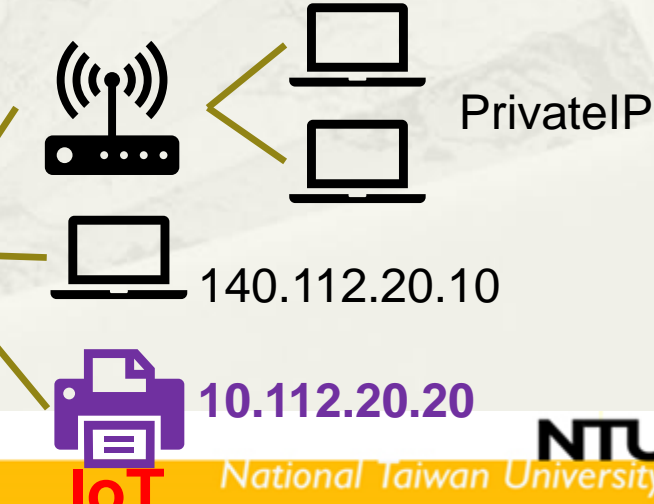 PrivateIP
140.112.20.10
10.112.20.20
IoT
NTU
National Taiwan University